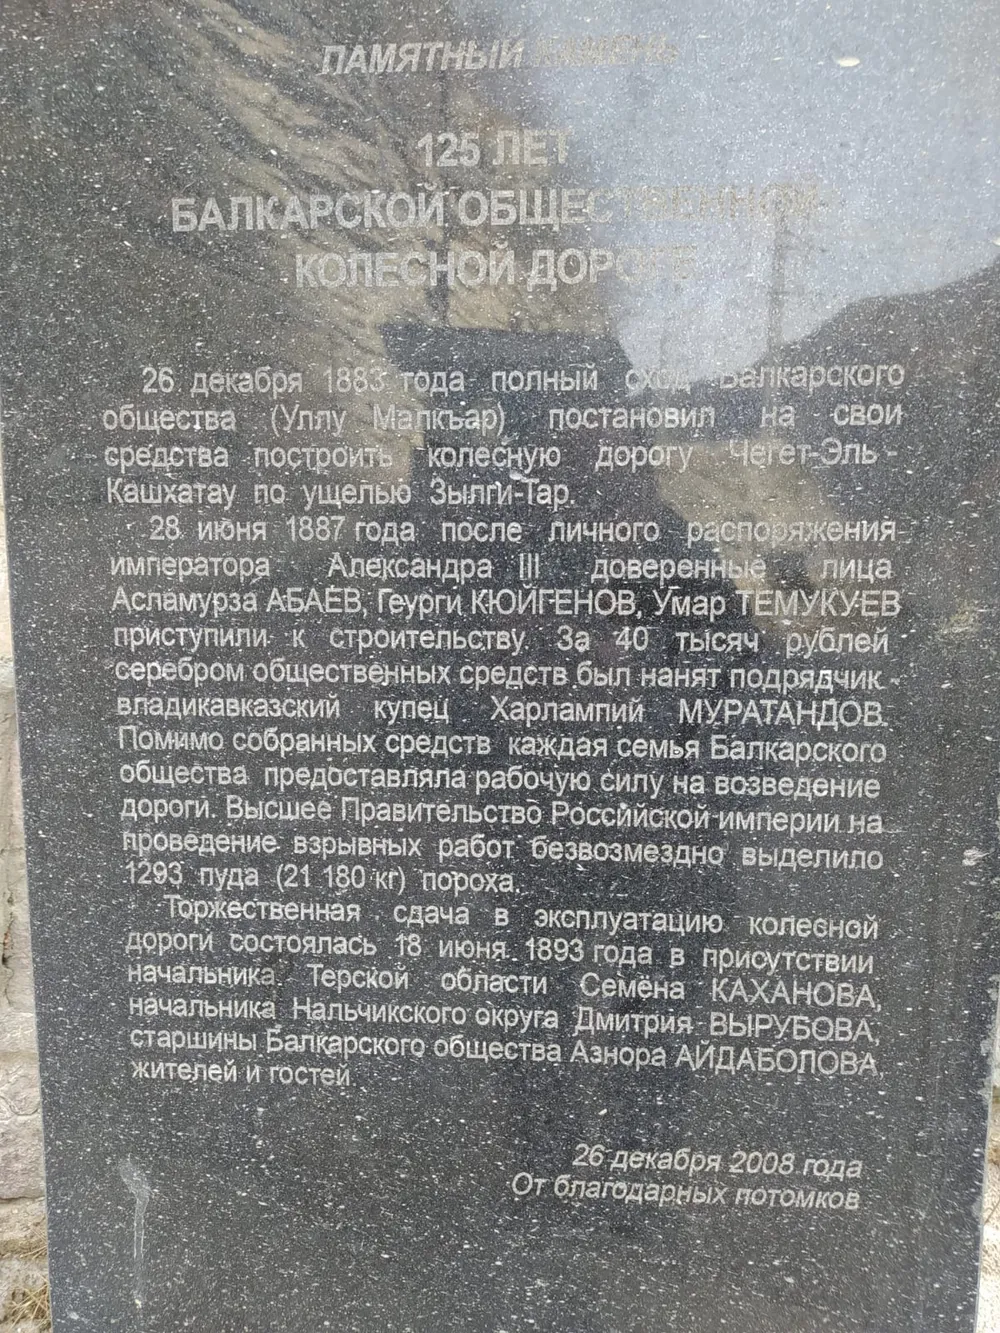 ПАМЯТНЫЙ КАМЕНЬ
125 ЛЕТ
БАЛКАРСКОЙ ОБЩЕСТВЕННОЙ
КОЛЕСНОЙ ДОРОГЕ
26 декабря 1883 года полный сход Балкарского
общества (Уллу Малкъар) постановил на свои
средства построить колесную дорогу Чегет-Эль -
Кашхатау по ущелью Зылги-Тар.
28 июня 1887 года после личного распоряжения
императора Александра III доверенные лица
Асламурза АБАЕВ, Геурги КЮЙГЕНОВ, Умар ТЕМУКУЕВ
приступили к строительству. За 40 тысяч рублей
серебром общественных средств был нанят подрядчик -
владикавказский купец Харлампий МУРАТАНДОВ.
Помимо собранных средств каждая семья Балкарского
общества предоставляла рабочую силу на возведение
дороги. Высшее Правительство Российской империи на
проведение взрывных работ безвозмездно выделило
1293 пуда (21 180 кг) пороха.
Торжественная сдача в эксплуатацию колесной
дороги состоялась 18 июня 1893 года в присутствии
начальника Терской области Семёна КАХАНОВА,
начальника Нальчикского округа Дмитрия ВЫРУБОВА,
старшины Балкарского общества Азнора АЙДАБОЛОВА,
жителей и гостей.
26 декабря 2008 года
От благодарных потомков